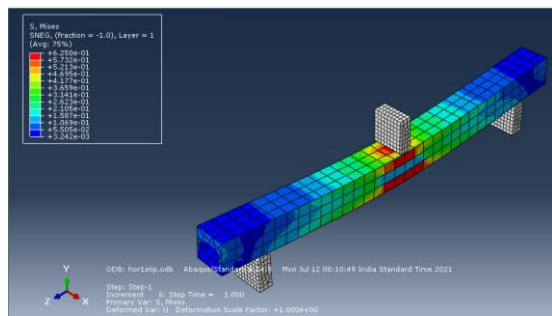 S, Mises
SNEG, (fraction = -1.0), Layer = 1
(Avg: 75%)
+6.250e-01
+5.732e-01
+5.213e-01
+4.695e-01
+4.177e-01
+3.659e-01
+3.141e-01
+2.623e-01
+2.105e-01
+1.587e-01
+1.069e-01
+5.505e-02
+3.242e-03
ODB: hor1elip.odb Abaqus/Standard Mon Jul 12 00:10:49 India Standard Time 2021
Y
Z X
Step: Step-1
Increment 6: Step Time = 1.000
Primary Var: S, Mises
Deformed Var: U Deformation Scale Factor: +1.000e+00